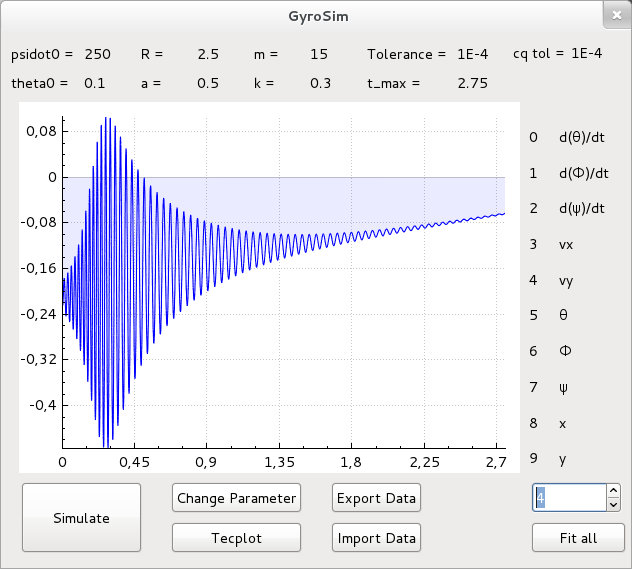 GyroSim
psidot0 = 250 R = 2.5 m = 15 Tolerance = 1E-4 cq tol = 1E-4
theta0 = 0.1 a = 0.5 k = 0.3 t_max = 2.75
0,08
0
-0,08
-0,16
-0,24
-0,32
-0,4
0 0,45 0,9 1,35 1,8 2,25 2,7
0 d(θ)/dt
1 d(Φ)/dt
2 d(ψ)/dt
3 vx
4 vy
5 θ
6 Φ
7 ψ
8 x
9 y
Simulate
Change Parameter
Export Data
4
Tecplot
Import Data
Fit all